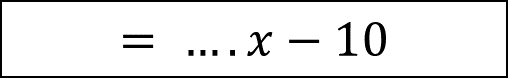 = ... . x − 10